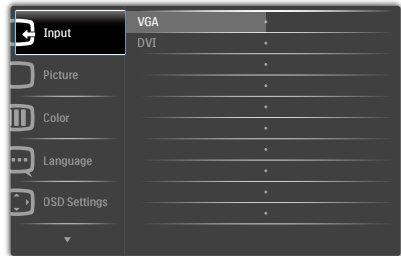 Input
VGA
DVI
Picture
Color
Language
OSD Settings